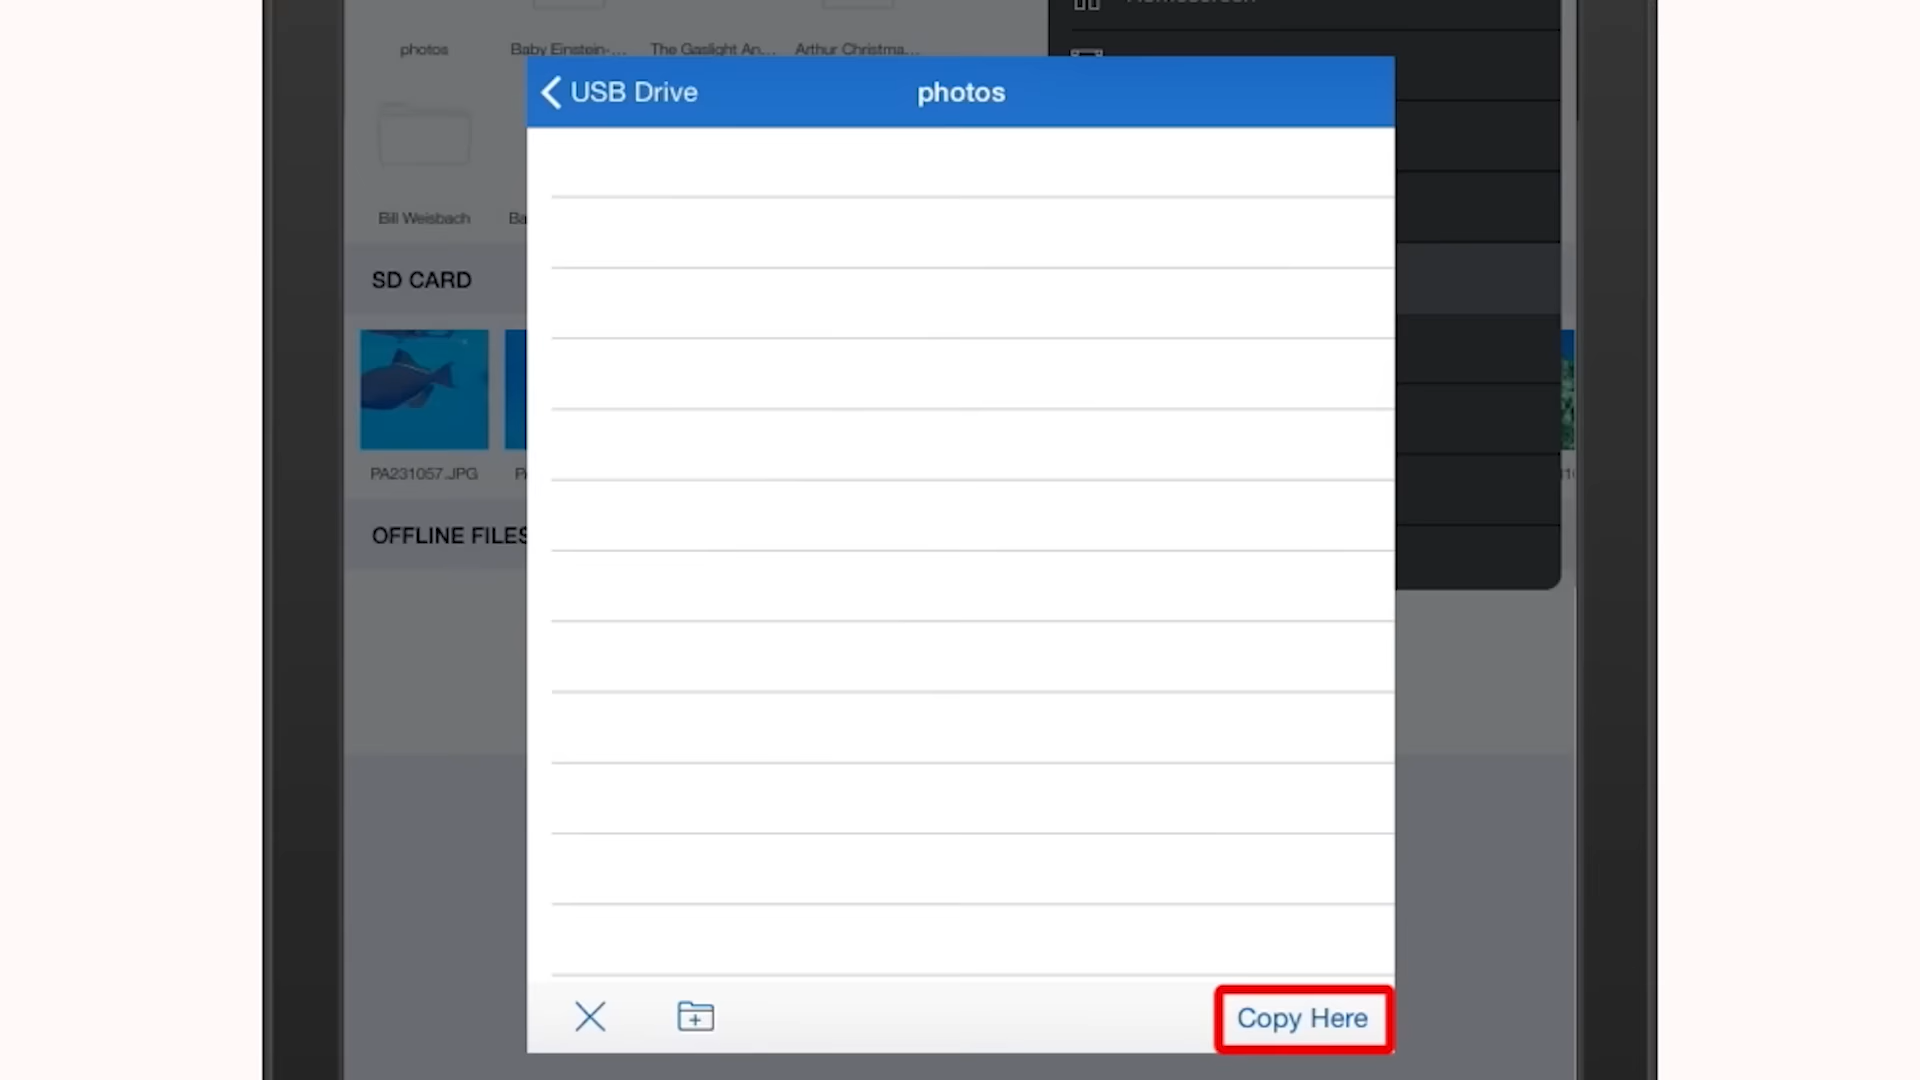 photos
Baby Einstein-...
The Gaslight An...
Arthur Christma...
USB Drive
photos
Bill Weisbach
Ba
SD CARD
PA231057.JPG
OFFLINE FILES
Copy Here